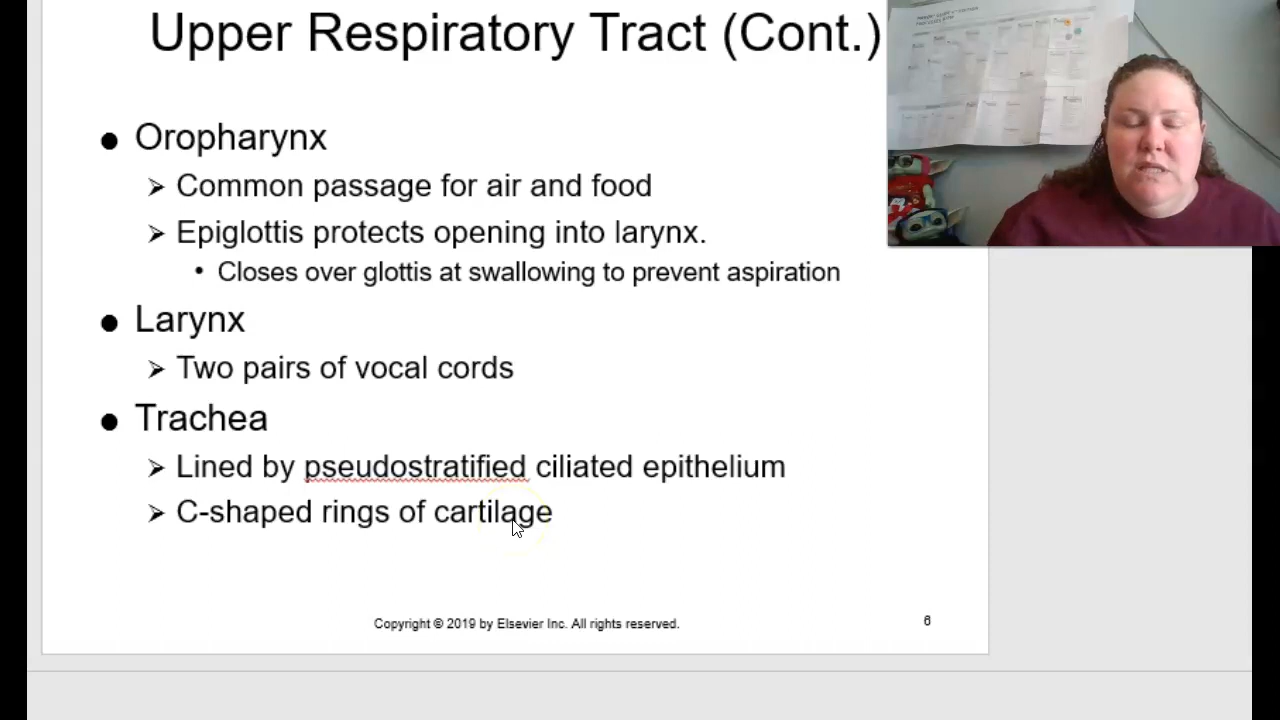 Upper Respiratory Tract (Cont.)
● Oropharynx
➢ Common passage for air and food
➢ Epiglottis protects opening into larynx.
• Closes over glottis at swallowing to prevent aspiration
● Larynx
➢ Two pairs of vocal cords
● Trachea
➢ Lined by pseudostratified ciliated epithelium
➢ C-shaped rings of cartilage
Copyright © 2019 by Elsevier Inc. All rights reserved.
6